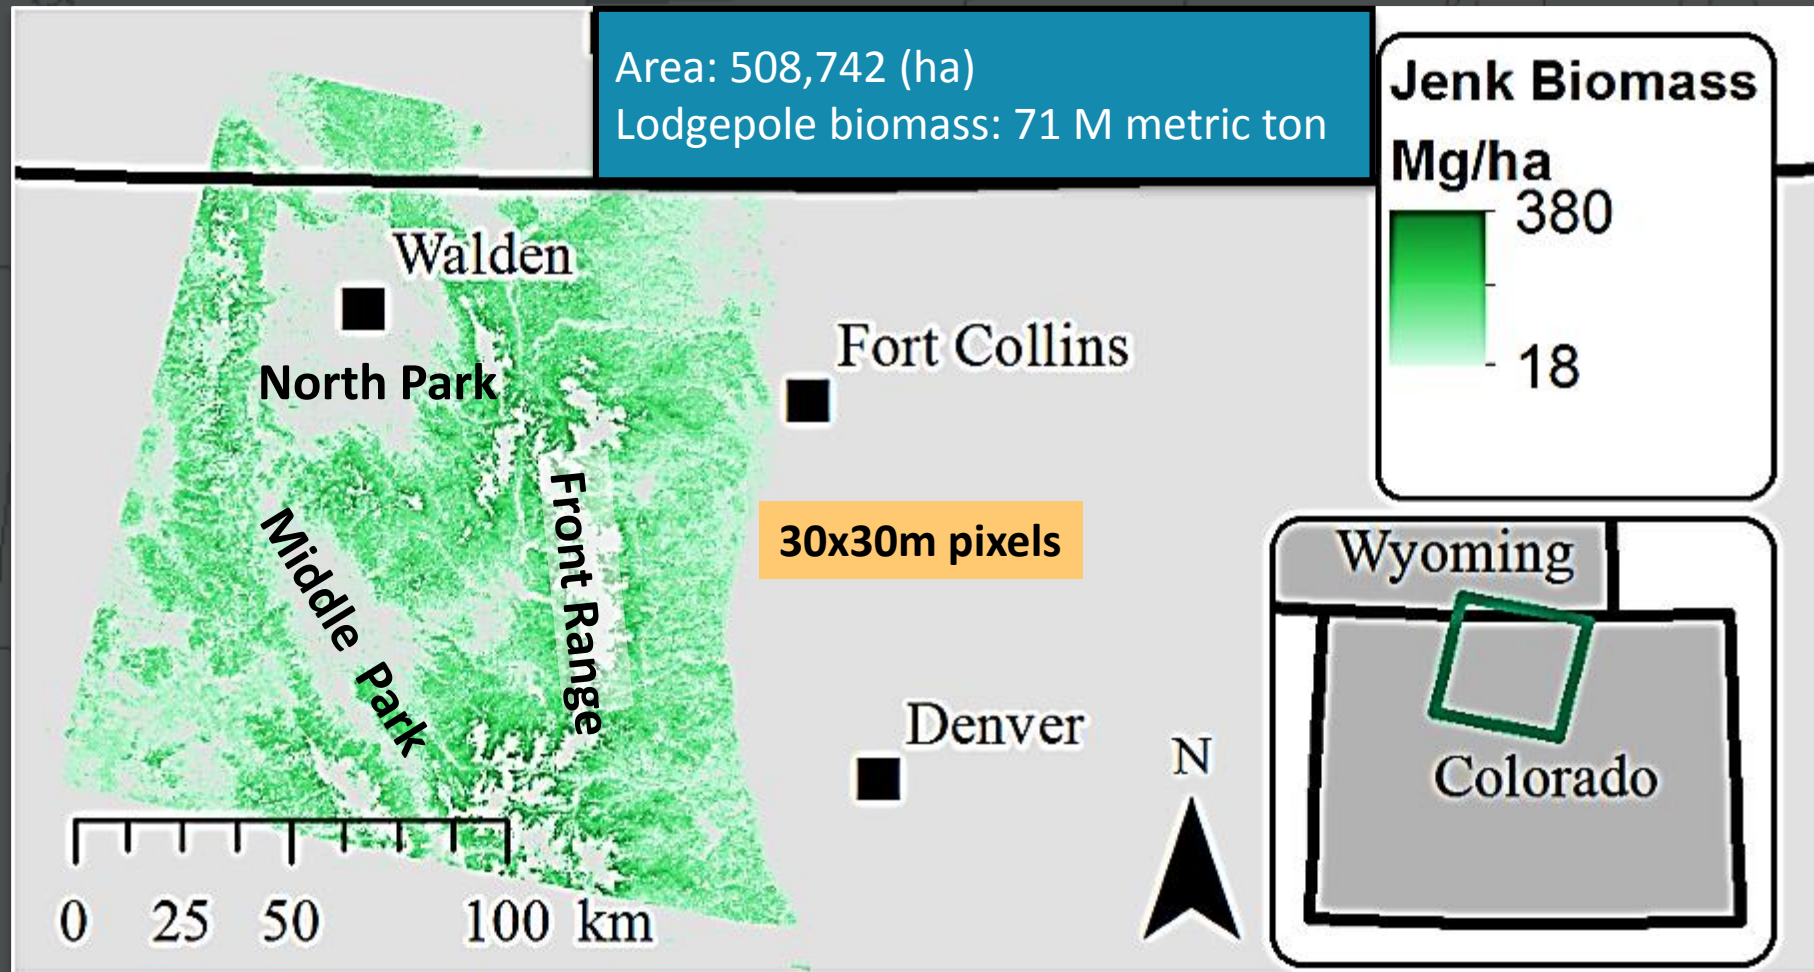 Area: 508,742 (ha)
Lodgepole biomass: 71 M metric ton
Jenk Biomass
Mg/ha
380
18
Walden
North Park
Fort Collins
Front Range
Middle Park
30x30m pixels
Denver
N
0 25 50 100 km
Wyoming
Colorado